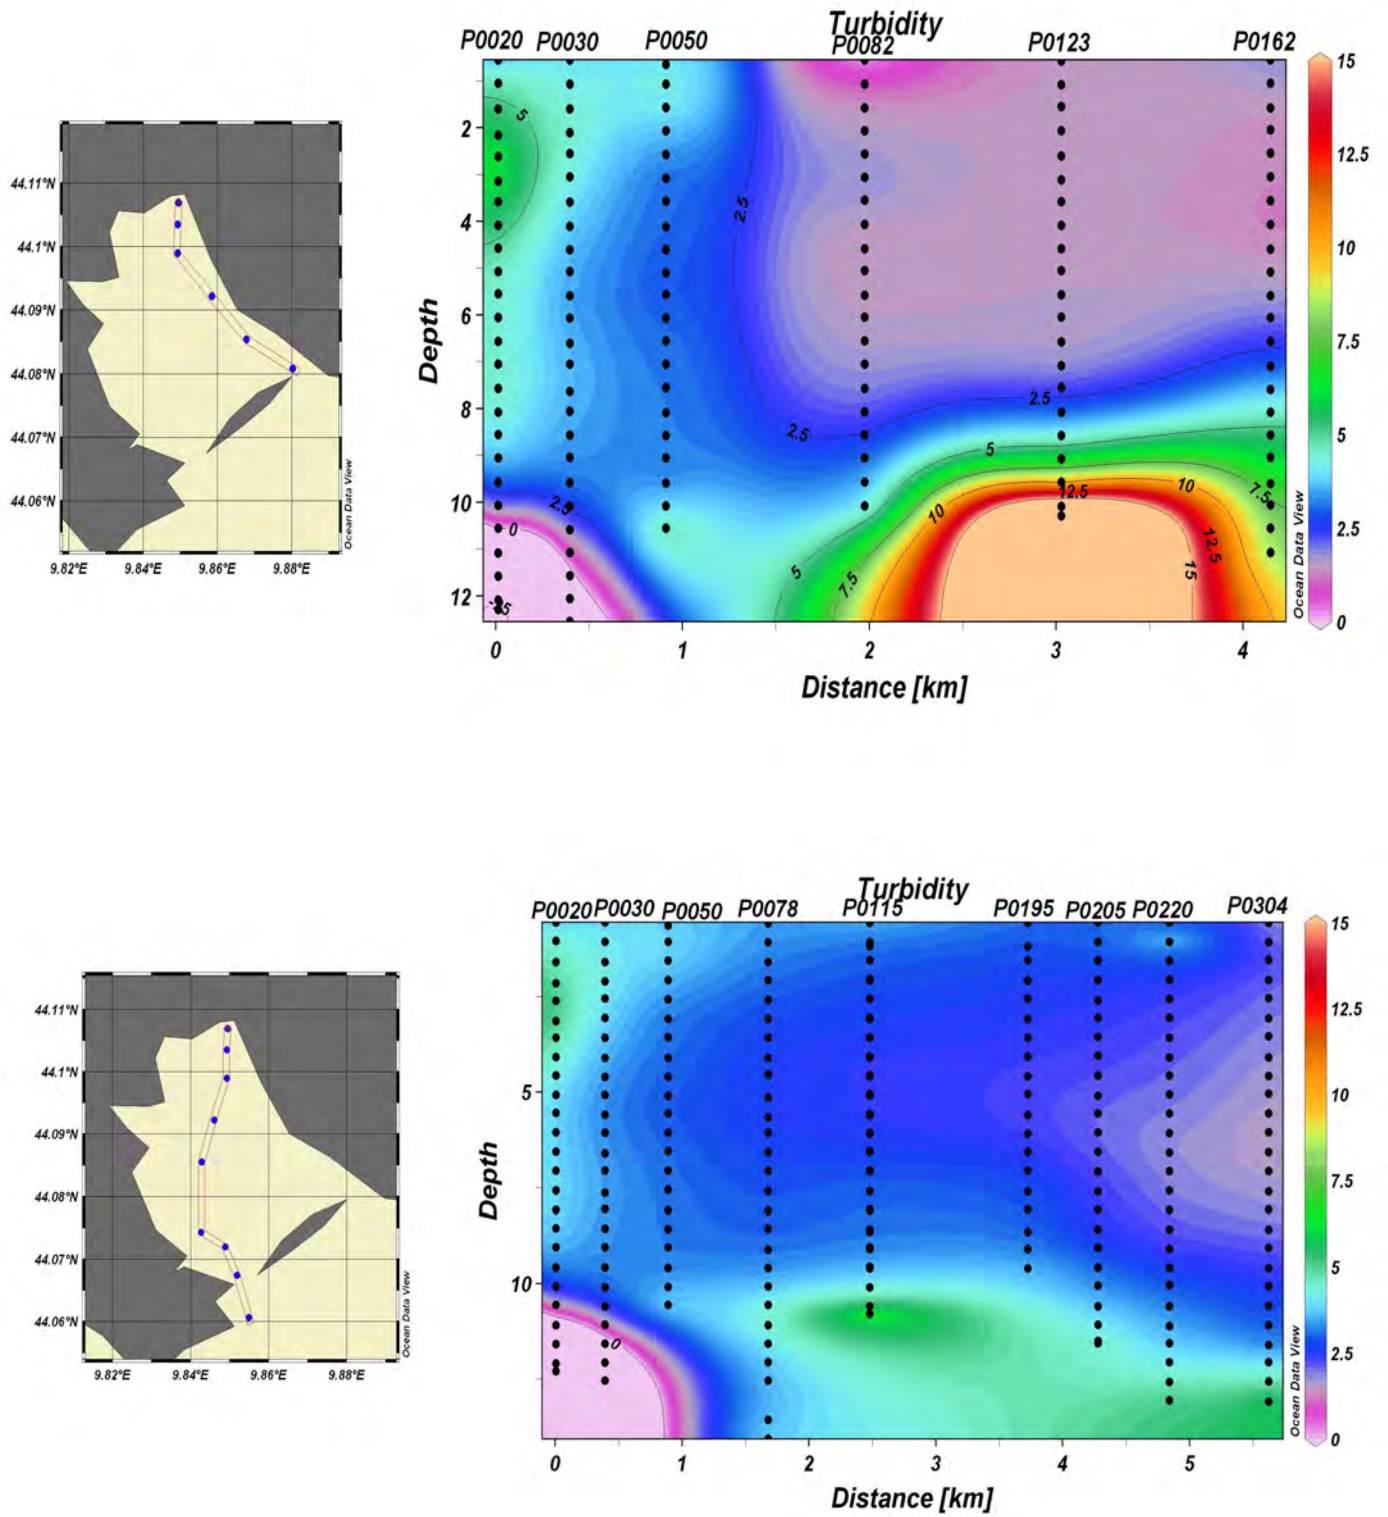 Turbidity
P0020 P0030 P0050 P0082 P0123 P0162
15
12.5
10
7.5
5
2.5
0
2
4
6
8
10
12
Depth
5
2.5
2.5
2.5
5
2.5
0
12.5
10
10
7.5
5
7.5
12.5
15
Ocean Data View
0 1 2 3 4
Distance [km]
44.11°N
44.1°N
44.09°N
44.08°N
44.07°N
44.06°N
9.82°E 9.84°E 9.86°E 9.88°E
Ocean Data View
Turbidity
P0020 P0030 P0050 P0078 P0115 P0195 P0205 P0220 P0304
15
12.5
10
7.5
5
2.5
0
5
10
Depth
0
Ocean Data View
0 1 2 3 4 5
Distance [km]
44.11°N
44.1°N
44.09°N
44.08°N
44.07°N
44.06°N
9.82°E 9.84°E 9.86°E 9.88°E
Ocean Data View